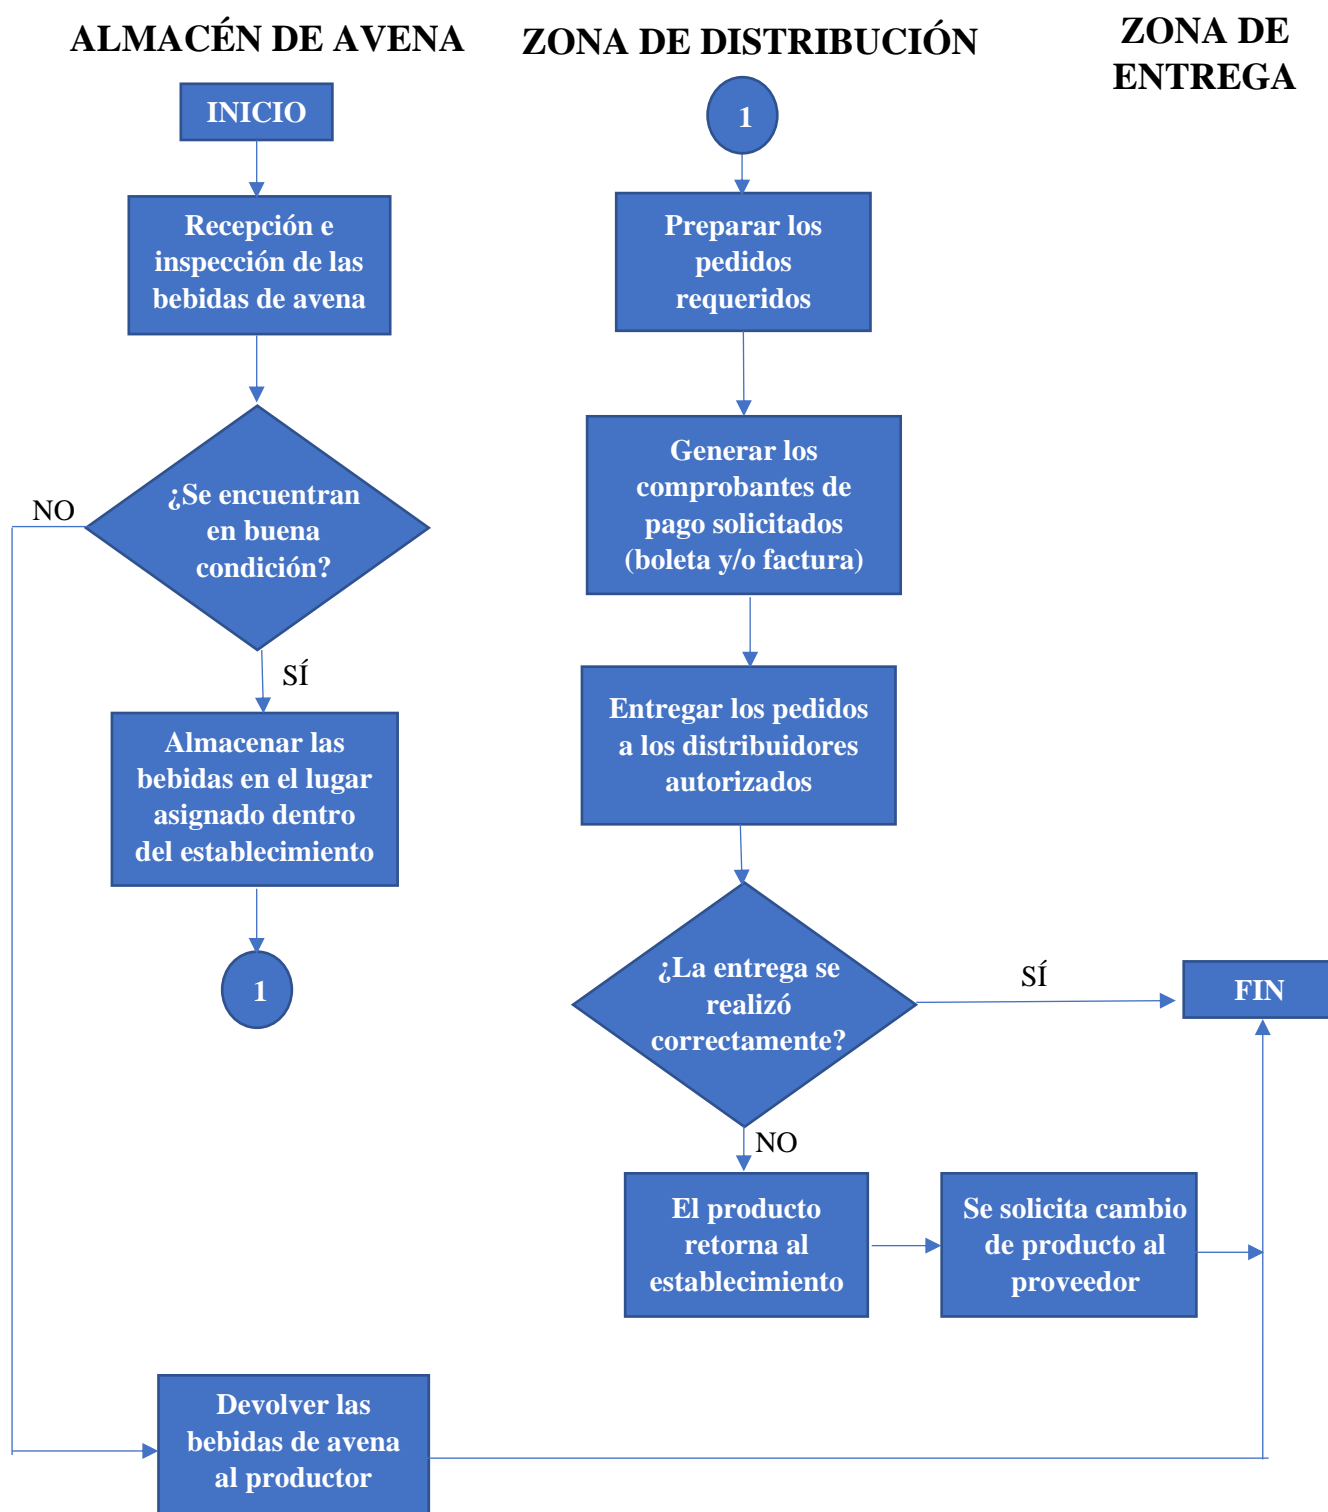 ALMACÉN DE AVENA
INICIO
Recepción e
inspección de las
bebidas de avena
¿Se encuentran
en buena
condición?
NO
SÍ
Almacenar las
bebidas en el lugar
asignado dentro
del establecimiento
1
Devolver las
bebidas de avena
al productor
ZONA DE DISTRIBUCIÓN
1
Preparar los
pedidos
requeridos
Generar los
comprobantes de
pago solicitados
(boleta y/o factura)
Entregar los pedidos
a los distribuidores
autorizados
¿La entrega se
realizó
correctamente?
SÍ
NO
El producto
retorna al
establecimiento
Se solicita cambio
de producto al
proveedor
ZONA DE
ENTREGA
FIN